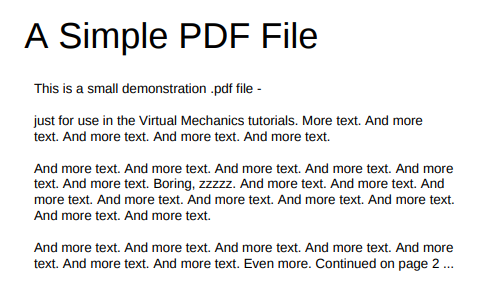 A Simple PDF File
This is a small demonstration .pdf file -
just for use in the Virtual Mechanics tutorials. More text. And more
text. And more text. And more text. And more text.
And more text. And more text. And more text. And more text. And more
text. And more text. Boring, zzzzz. And more text. And more text. And
more text. And more text. And more text. And more text. And more text.
And more text. And more text.
And more text. And more text. And more text. And more text. And more
text. And more text. And more text. Even more. Continued on page 2 ...